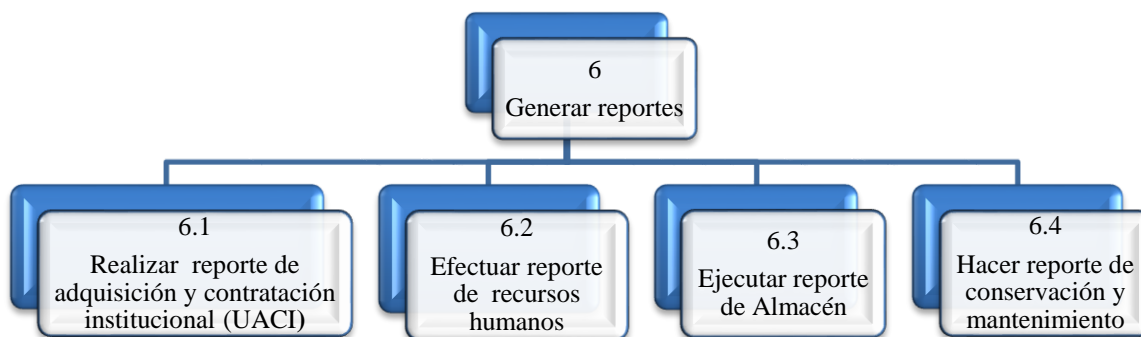 6
Generar reportes
6.1
Realizar reporte de
adquisición y contratación
institucional (UACI)
6.2
Efectuar reporte
de recursos
humanos
6.3
Ejecutar reporte
de Almacén
6.4
Hacer reporte de
conservación y
mantenimiento